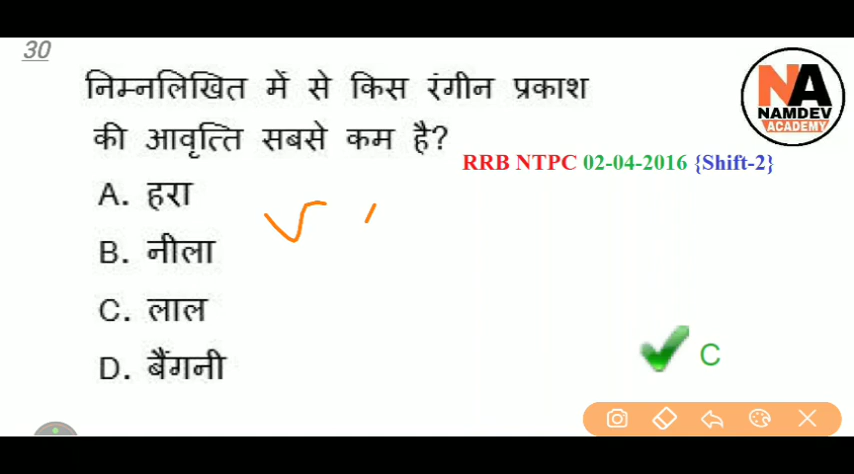 30
निम्नलिखित में से किस रंगीन प्रकाश
की आवृत्ति सबसे कम है?
RRB NTPC 02-04-2016 {Shift-2}
NA
NAMDEV
ACADEMY
A. हरा
B. नीला
C. लाल
D. बैंगनी
C